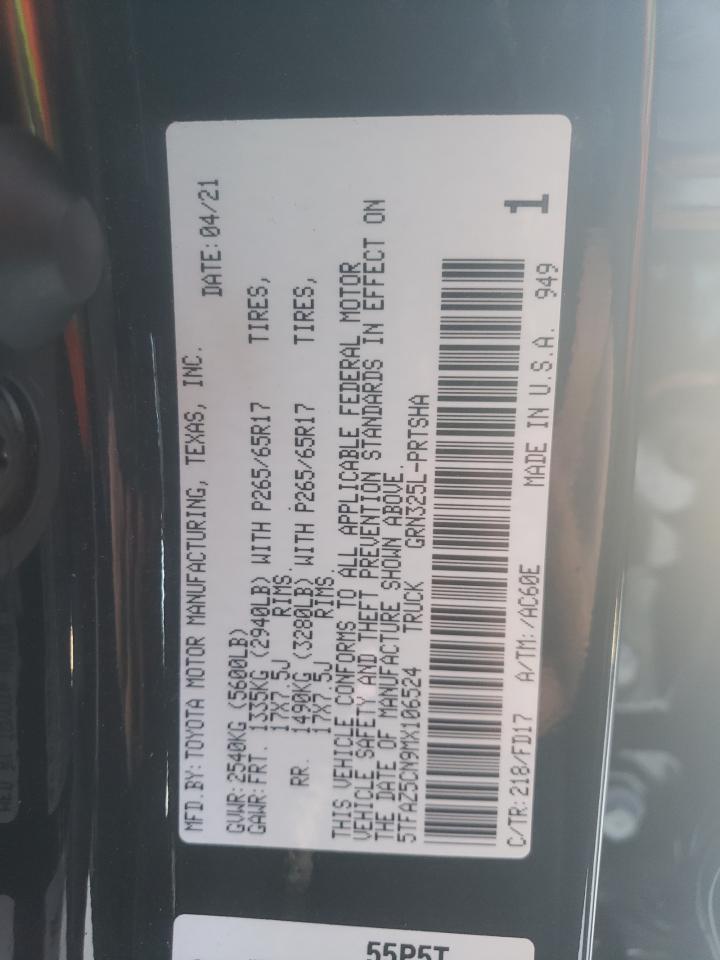 MFD.BY:TOYOTA MOTOR MANUFACTURING, TEXAS, INC.
DATE:04/21
GVWR:2540KG (5600LB)
GAWR:FRT. 1335KG (2940LB) WITH P265/65R17 TIRES,
17X7.5J RIMS.
RR. 1490KG (3280LB) WITH P265/65R17 TIRES,
17X7.5J RIMS.
THIS VEHICLE CONFORMS TO ALL APPLICABLE FEDERAL MOTOR
VEHICLE SAFETY AND THEFT PREVENTION STANDARDS IN EFFECT ON
THE DATE OF MANUFACTURE SHOWN ABOVE.
5TFAZ5CN9MX106524 TRUCK GRN325L-PRTSHA
C/TR:218/FD17 A/TM:/AC60E MADE IN U.S.A. 949
1
55P5T